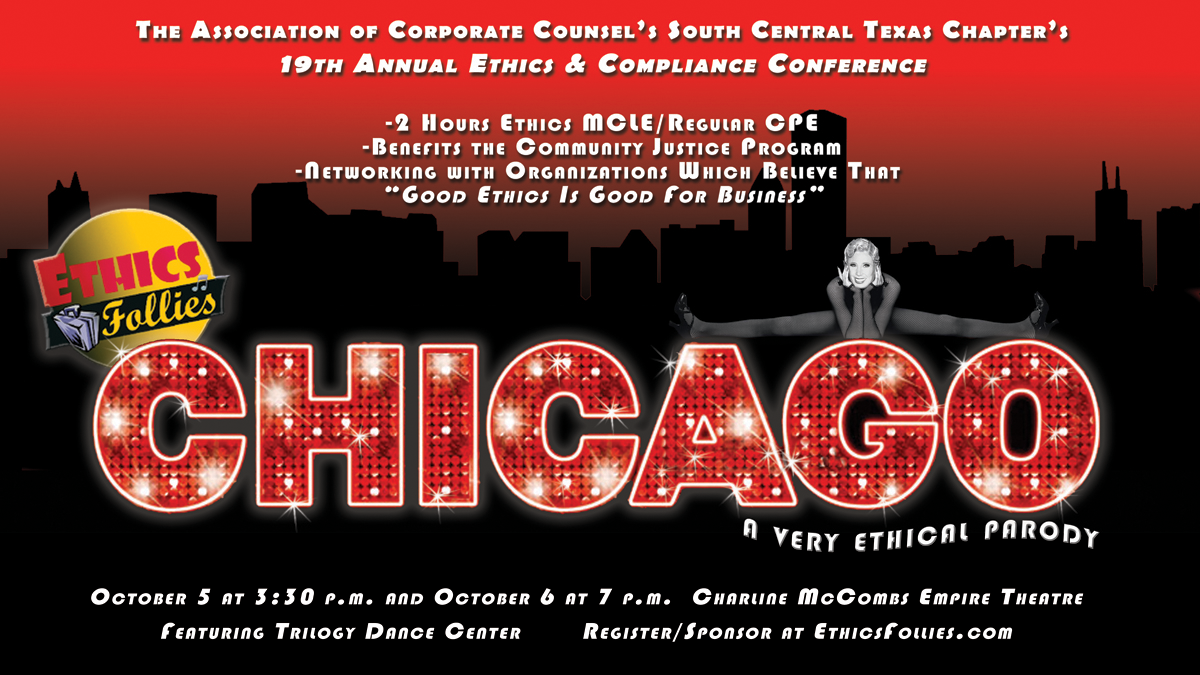 The Association of Corporate Counsel's South Central Texas Chapter's
19th Annual Ethics & Compliance Conference
-2 Hours Ethics MCLE/Regular CPE
-Benefits the Community Justice Program
-Networking with Organizations Which Believe That
"Good Ethics Is Good For Business"
Ethics
Follies
CHICAGO
A VERY ETHICAL PARODY
October 5 at 3:30 p.m. and October 6 at 7 p.m. Charline McCombs Empire Theatre
Featuring Trilogy Dance Center Register/Sponsor at EthicsFollies.com